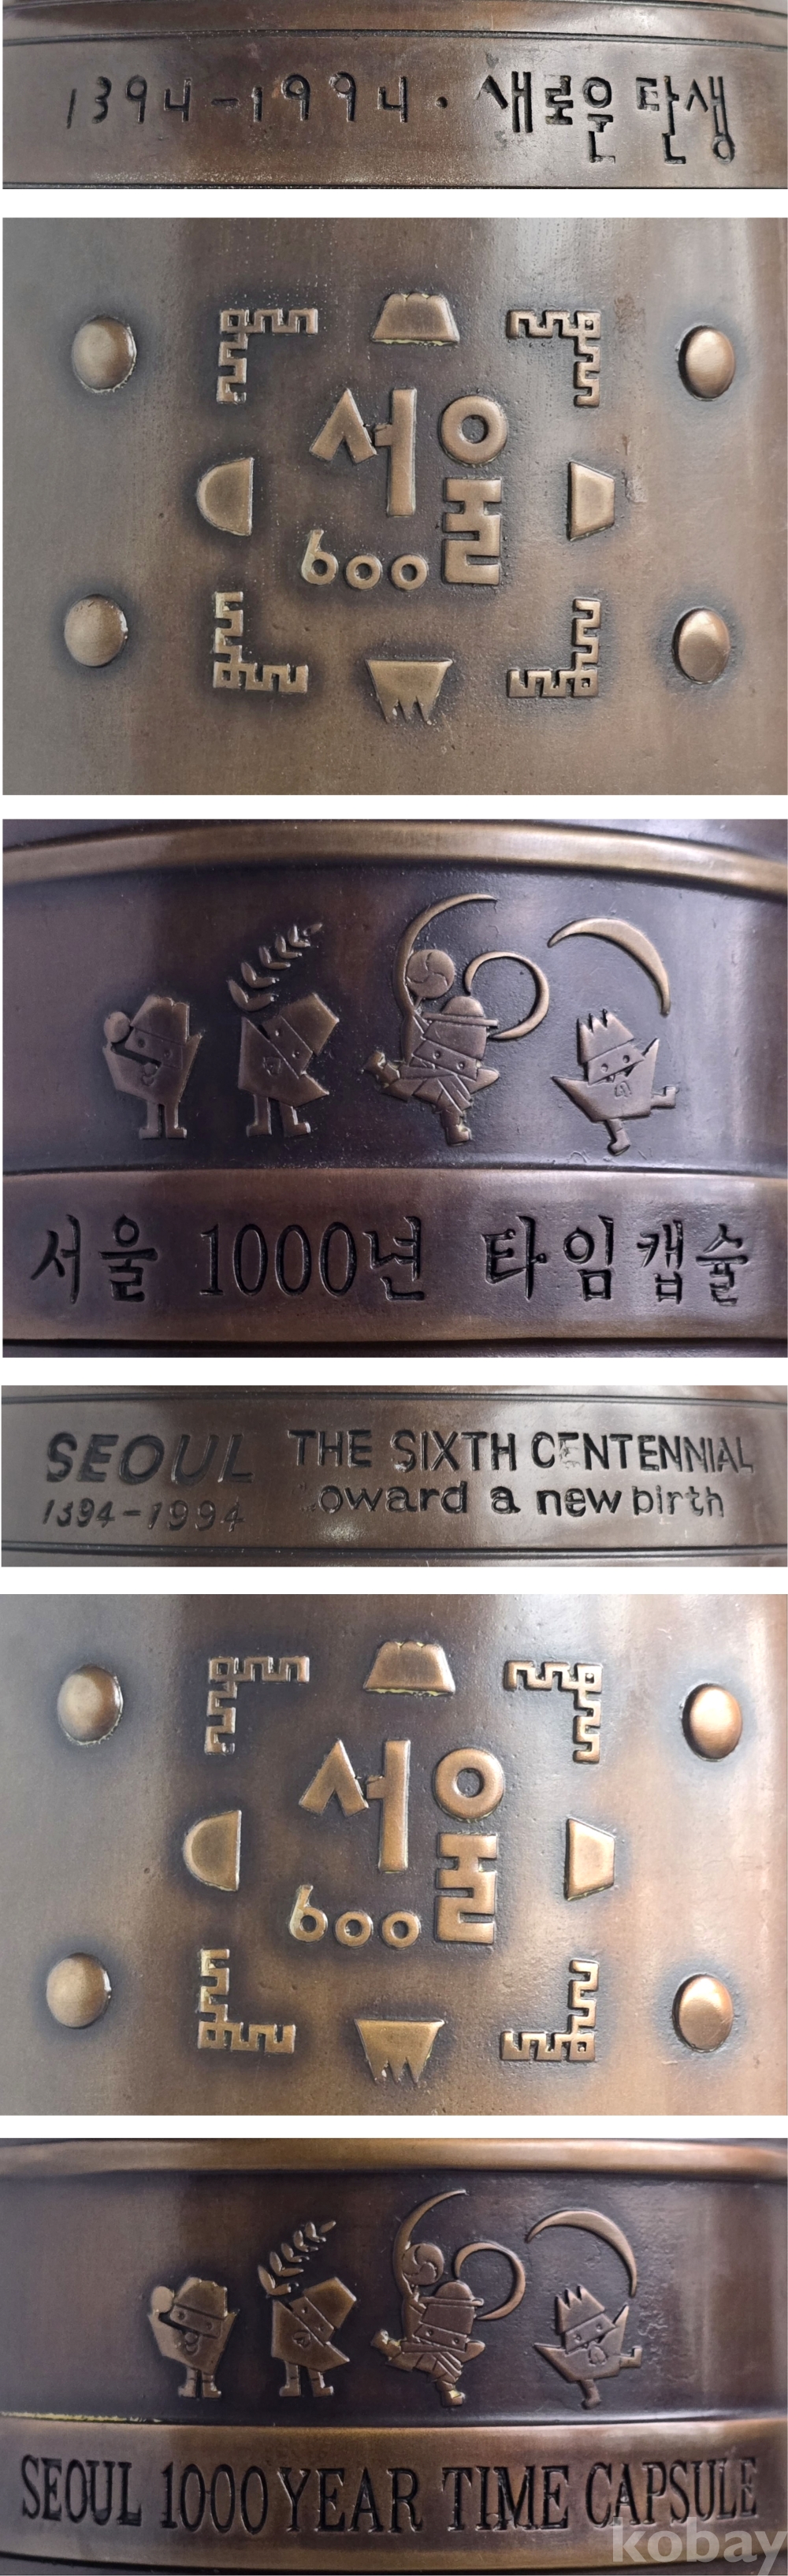 1394-1994·새로운 탄생
서울
600
서울 1000년 타임캡슐
SEOUL THE SIXTH CENTENNIAL
1394-1994 oward a new birth
서울
600
SEOUL 1000 YEAR TIME CAPSULE
kobay